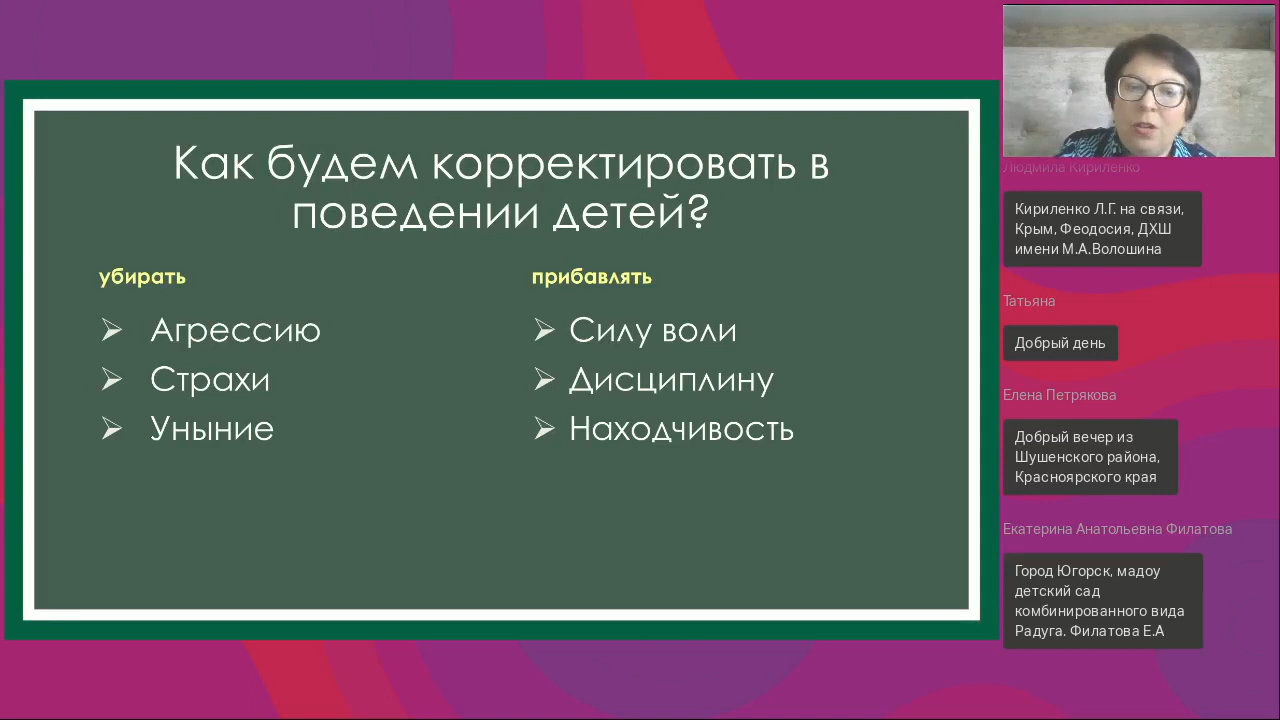 Как будем корректировать в
поведении детей?
убирать
Агрессию
Страхи
Уныние
прибавлять
Силу воли
Дисциплину
Находчивость
Людмила Кириленко
Кириленко Л.Г. на связи,
Крым, Феодосия, ДХШ
имени М.А.Волошина
Татьяна
Добрый день
Елена Петрякова
Добрый вечер из
Шушенского района,
Красноярского края
Екатерина Анатольевна Филатова
Город Югорск, мадоу
детский сад
комбинированного вида
Радуга. Филатова Е.А